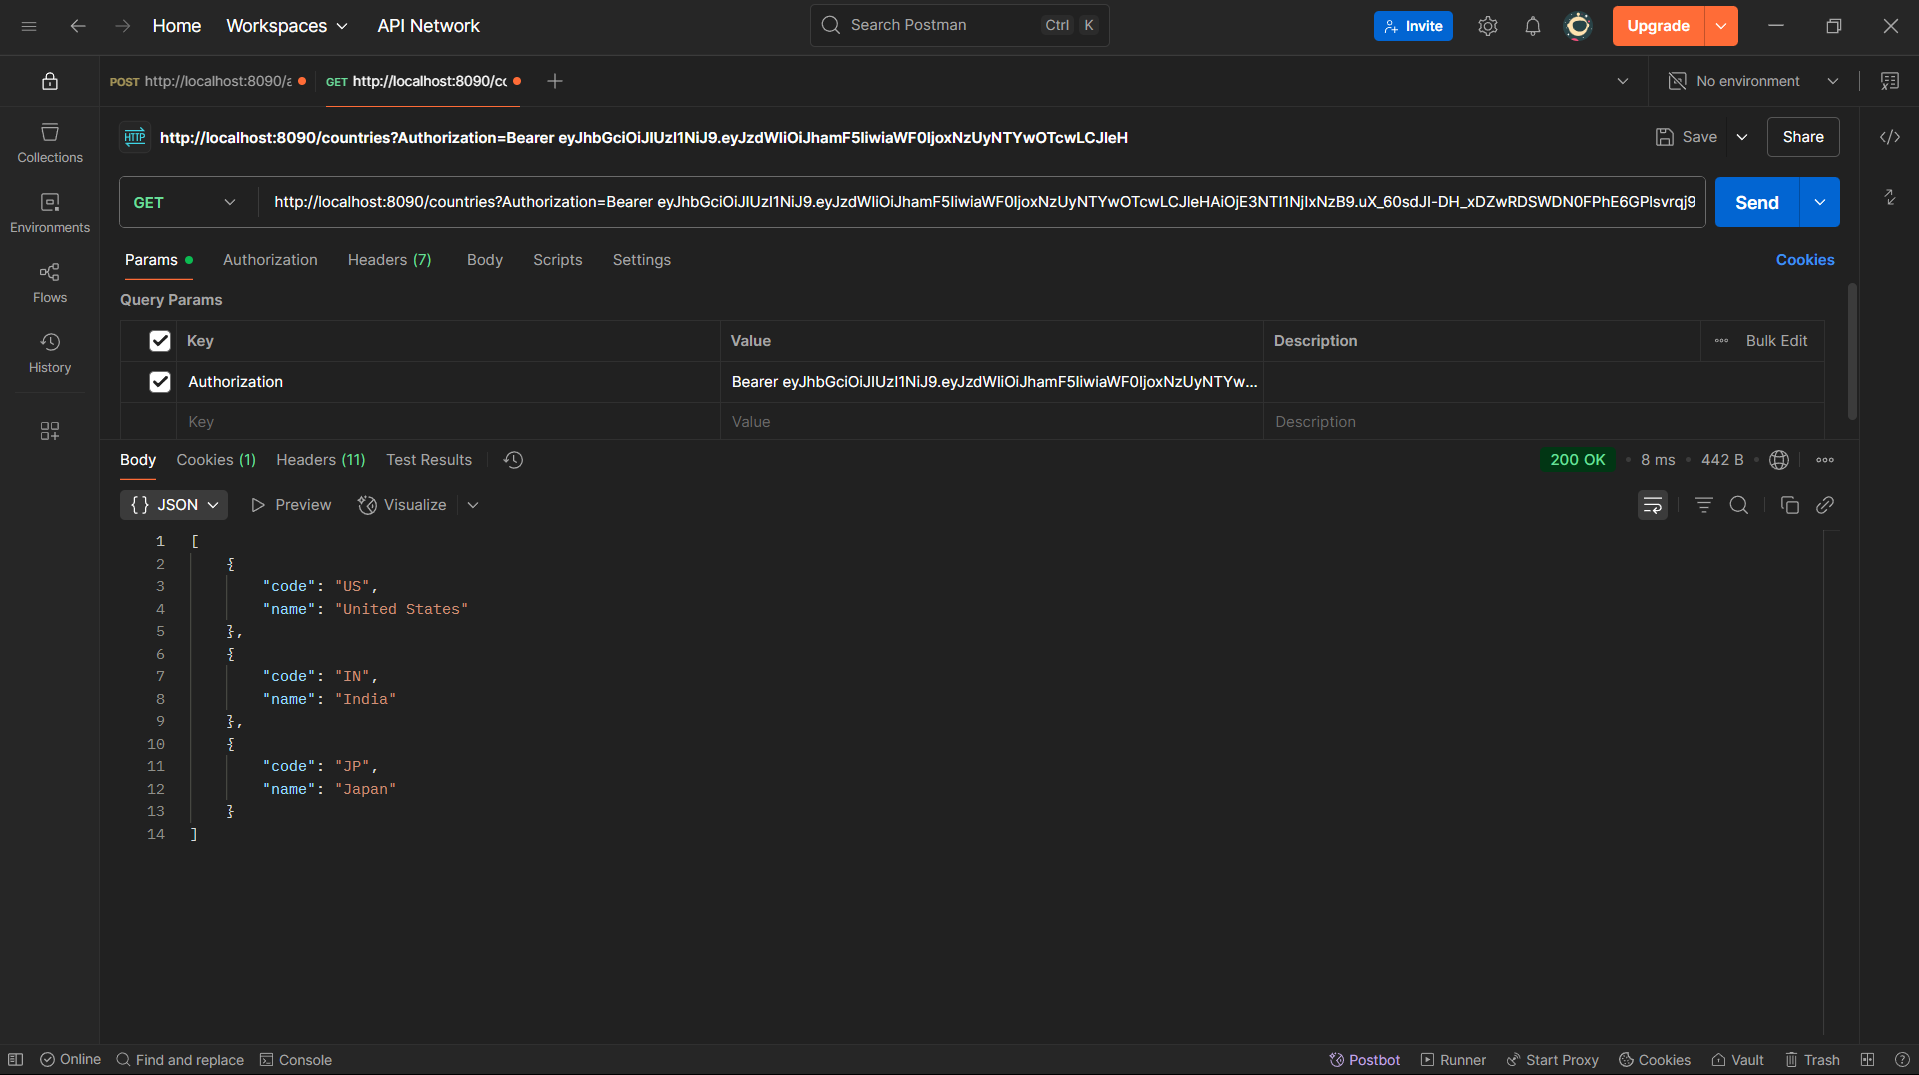 Home Workspaces API Network Search Postman Ctrl K Invite Upgrade
POST http://localhost:8090/a GET http://localhost:8090/co No environment
HTTP http://localhost:8090/countries?Authorization=Bearer eyJhbGciOiJIUzI1NiJ9.eyJzdWIiOiJhamF5IiwiaWF0IjoxNzUyNTYwOTcwLCJleH Save Share
GET http://localhost:8090/countries?Authorization=Bearer eyJhbGciOiJIUzI1NiJ9.eyJzdWIiOiJhamF5IiwiaWF0IjoxNzUyNTYwOTcwLCJleHAiOjE3NTI1NjIxNzB9.uX_60sdJI-DH_xDZwRDSWDN0FPhE6GPlsvrqj9 Send
Collections
Environments
Flows
History
Params Authorization Headers (7) Body Scripts Settings Cookies
Query Params
Key Value Description Bulk Edit
Authorization Bearer eyJhbGciOiJIUzI1NiJ9.eyJzdWIiOiJhamF5IiwiaWF0IjoxNzUyNTYw...
Key Value Description
Body Cookies (1) Headers (11) Test Results 200 OK 8 ms 442 B
{} JSON Preview Visualize
1 [
2 {
3 "code": "US",
4 "name": "United States"
5 },
6 {
7 "code": "IN",
8 "name": "India"
9 },
10 {
11 "code": "JP",
12 "name": "Japan"
13 }
14 ]
Online Find and replace Console Postbot Runner Start Proxy Cookies Vault Trash